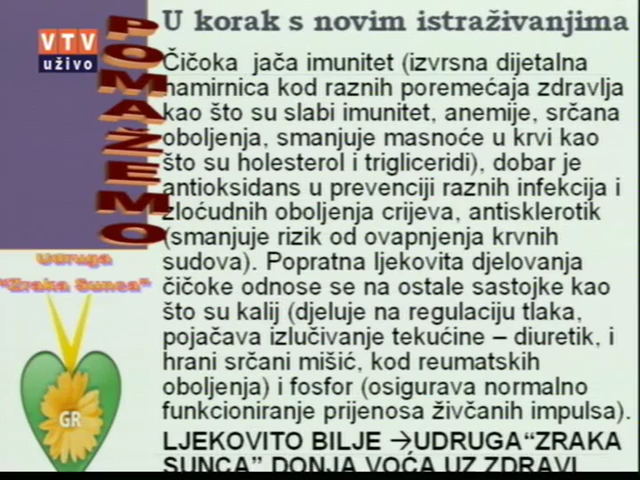 VTV
uživo
POMAŽEMO
Udruga
"Zraka Sunca"
GR
U korak s novim istraživanjima
Čičoka jača imunitet (izvrsna dijetalna
namirnica kod raznih poremećaja zdravlja
kao što su slabi imunitet, anemije, srčana
oboljenja, smanjuje masnoće u krvi kao
što su holesterol i trigliceridi), dobar je
antioksidans u prevenciji raznih infekcija i
zloćudnih oboljenja crijeva, antisklerotik
(smanjuje rizik od ovapnjenja krvnih
sudova). Popratna ljekovita djelovanja
čičoke odnose se na ostale sastojke kao
što su kalij (djeluje na regulaciju tlaka,
pojačava izlučivanje tekućine – diuretik, i
hrani srčani mišić, kod reumatskih
oboljenja) i fosfor (osigurava normalno
funkcioniranje prijenosa živčanih impulsa).
LJEKOVITO BILJE →UDRUGA“ZRAKA
SUNCA” DONJA VOĆA UZ ZDRAVI